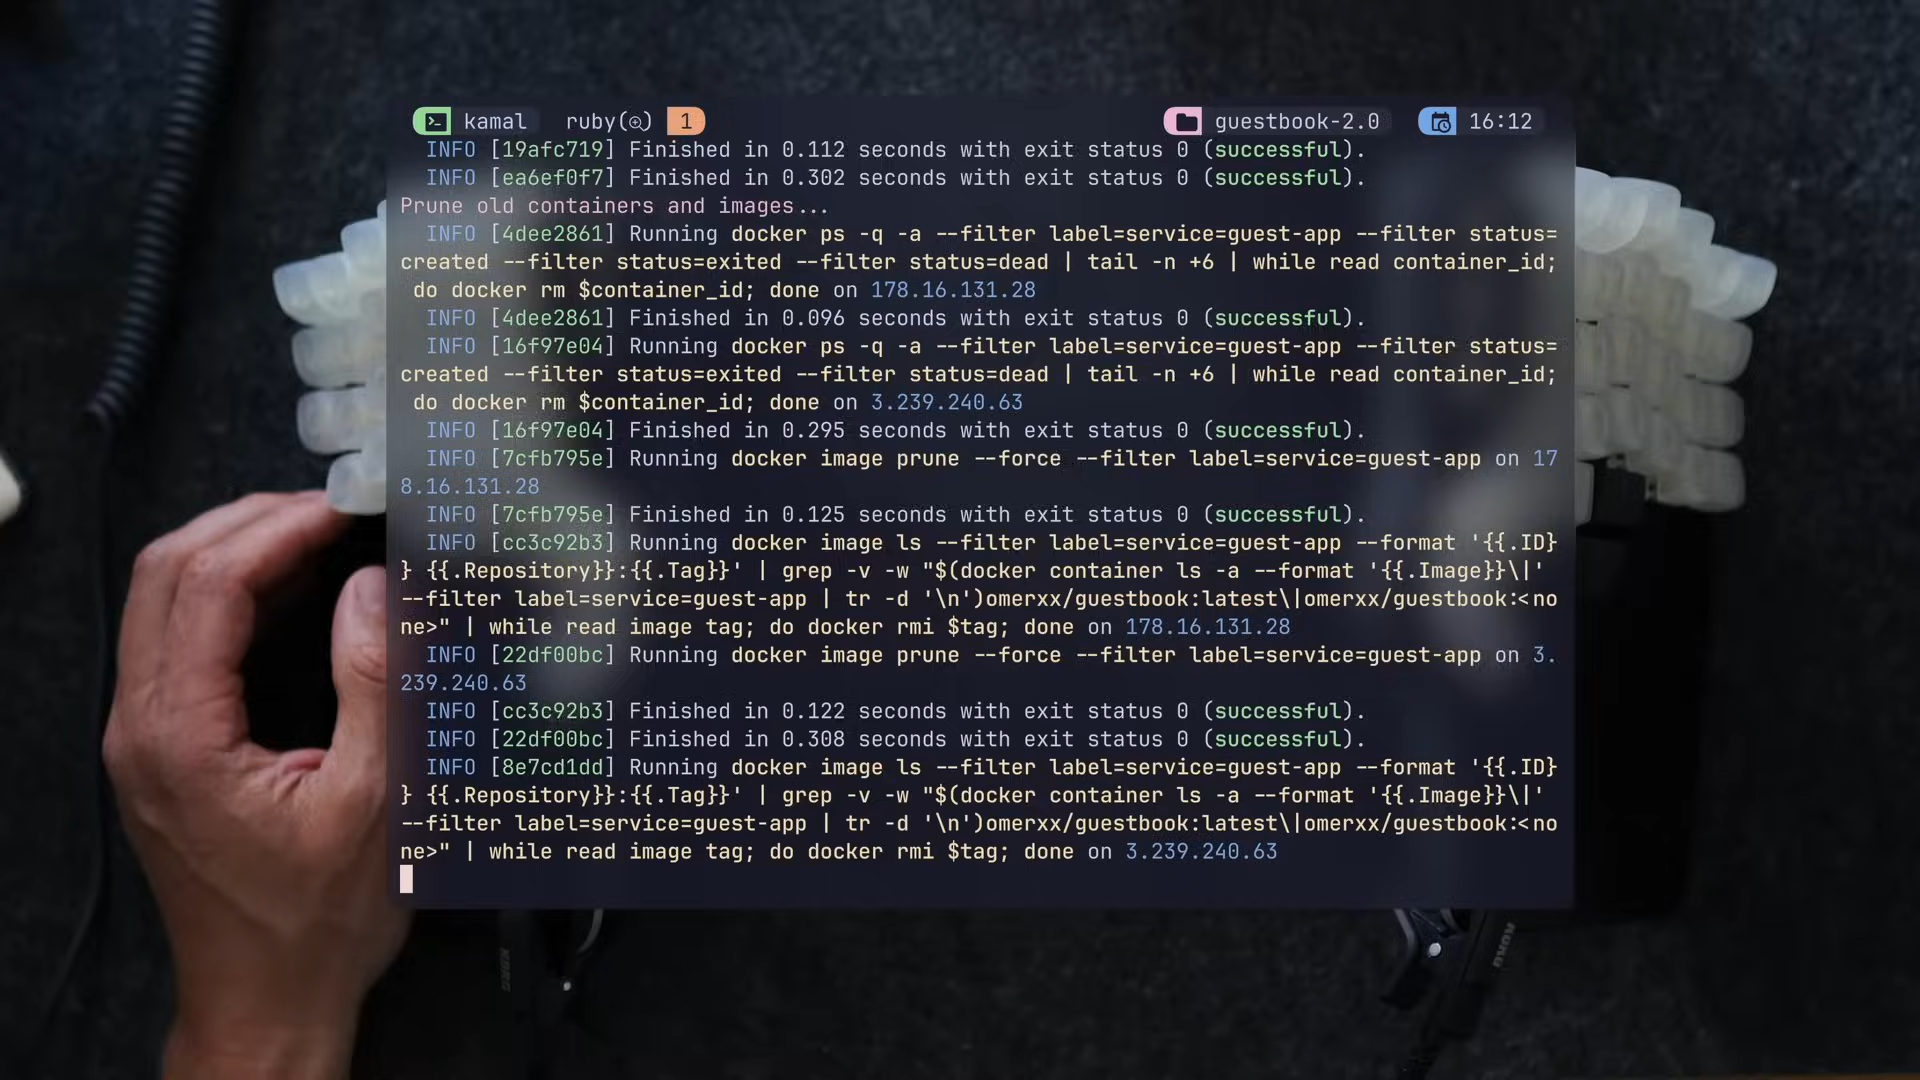 kamal ruby 1 guestbook-2.0 16:12
INFO [19afc719] Finished in 0.112 seconds with exit status 0 (successful).
INFO [ea6ef0f7] Finished in 0.302 seconds with exit status 0 (successful).
Prune old containers and images...
INFO [4dee2861] Running docker ps -q -a --filter label=service=guest-app --filter status=
created --filter status=exited --filter status=dead | tail -n +6 | while read container_id;
do docker rm $container_id; done on 178.16.131.28
INFO [4dee2861] Finished in 0.096 seconds with exit status 0 (successful).
INFO [16f97e04] Running docker ps -q -a --filter label=service=guest-app --filter status=
created --filter status=exited --filter status=dead | tail -n +6 | while read container_id;
do docker rm $container_id; done on 3.239.240.63
INFO [16f97e04] Finished in 0.295 seconds with exit status 0 (successful).
INFO [7cfb795e] Running docker image prune --force --filter label=service=guest-app on 17
8.16.131.28
INFO [7cfb795e] Finished in 0.125 seconds with exit status 0 (successful).
INFO [cc3c92b3] Running docker image ls --filter label=service=guest-app --format '{{.ID}
} {{.Repository}}:{{.Tag}}' | grep -v -w "$(docker container ls -a --format '{{.Image}}\|'
--filter label=service=guest-app | tr -d '\n')omerxx/guestbook:latest\|omerxx/guestbook:<no
ne>" | while read image tag; do docker rmi $tag; done on 178.16.131.28
INFO [22df00bc] Running docker image prune --force --filter label=service=guest-app on 3.
239.240.63
INFO [cc3c92b3] Finished in 0.122 seconds with exit status 0 (successful).
INFO [22df00bc] Finished in 0.308 seconds with exit status 0 (successful).
INFO [8e7cd1dd] Running docker image ls --filter label=service=guest-app --format '{{.ID}
} {{.Repository}}:{{.Tag}}' | grep -v -w "$(docker container ls -a --format '{{.Image}}\|'
--filter label=service=guest-app | tr -d '\n')omerxx/guestbook:latest\|omerxx/guestbook:<no
ne>" | while read image tag; do docker rmi $tag; done on 3.239.240.63